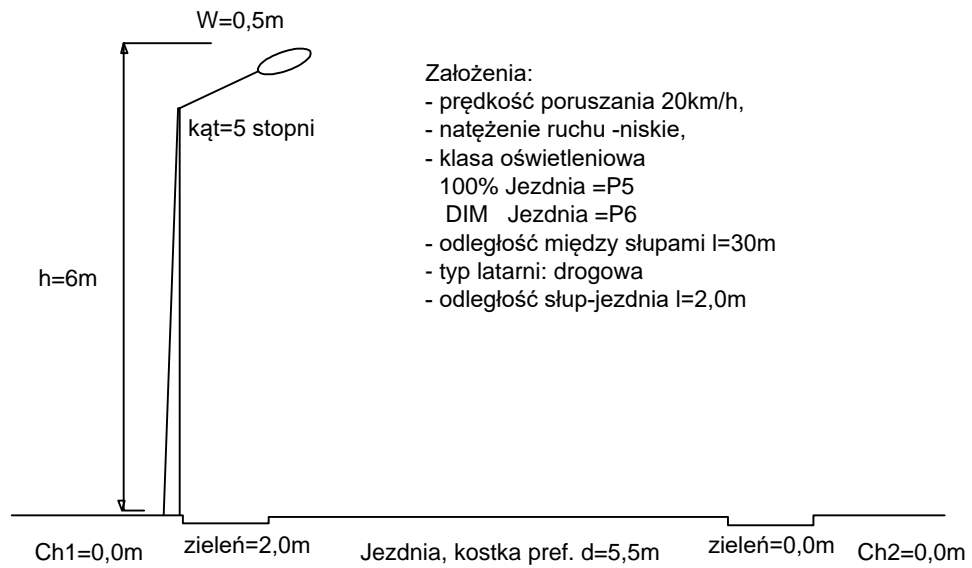 W=0,5m
Założenia:
- prędkość poruszania 20km/h,
- natężenie ruchu -niskie,
- klasa oświetleniowa
100% Jezdnia =P5
DIM Jezdnia =P6
- odległość między słupami l=30m
- typ latarni: drogowa
- odległość słup-jezdnia l=2,0m
kąt=5 stopni
h=6m
Ch1=0,0m
zieleń=2,0m
Jezdnia, kostka pref. d=5,5m
zieleń=0,0m
Ch2=0,0m